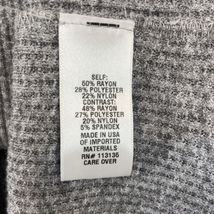 SELF:
50% RAYON
28% POLYESTER
22% NYLON
CONTRAST:
48% RAYON
27% POLYESTER
20% NYLON
5% SPANDEX
MADE IN USA
OF IMPORTED
MATERIALS
RN# 113136
CARE OVER